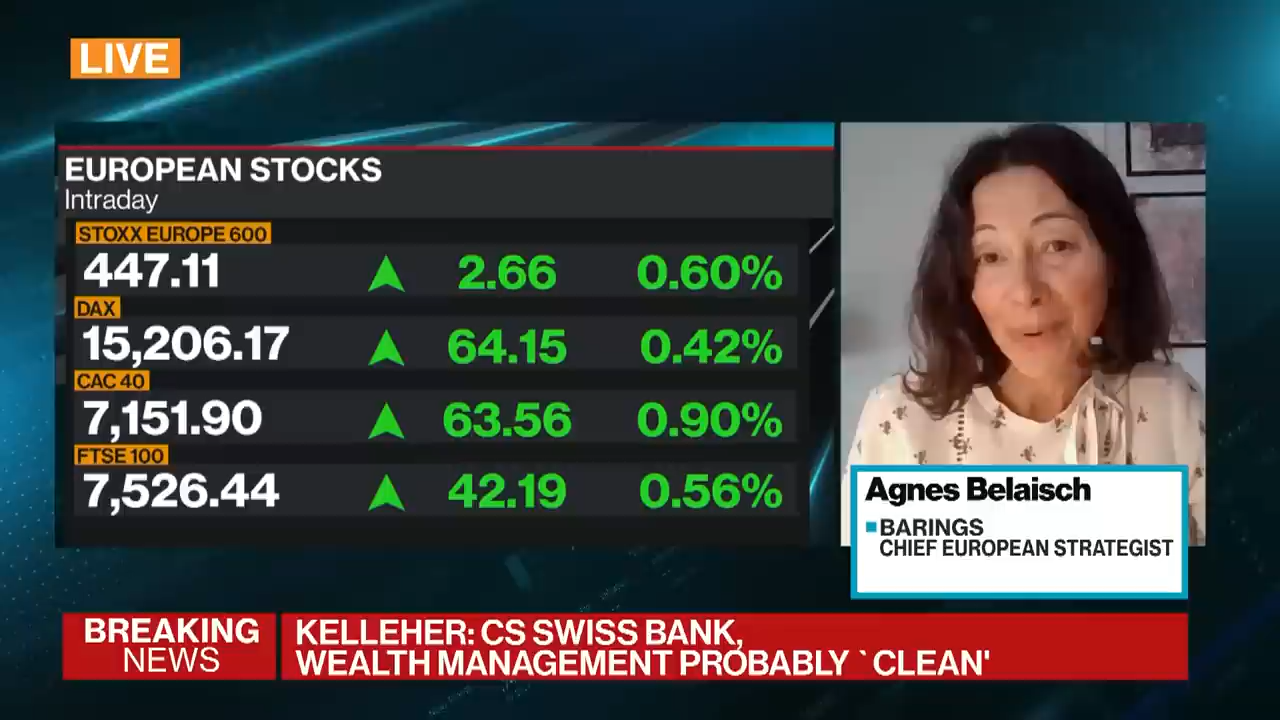 LIVE
EUROPEAN STOCKS
Intraday
STOXX EUROPE 600
447.11 2.66 0.60%
DAX
15,206.17 64.15 0.42%
CAC 40
7,151.90 63.56 0.90%
FTSE 100
7,526.44 42.19 0.56%
Agnes Belaisch
BARINGS
CHIEF EUROPEAN STRATEGIST
BREAKING
NEWS
KELLEHER: CS SWISS BANK,
WEALTH MANAGEMENT PROBABLY `CLEAN'